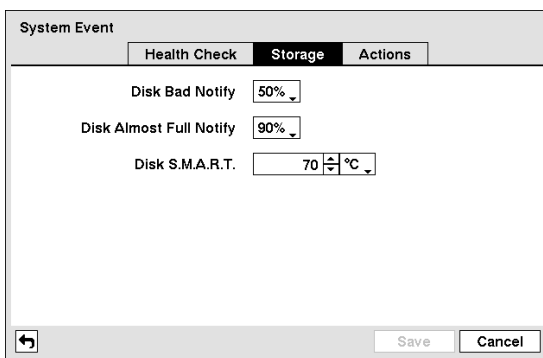 System Event
Health Check Storage Actions
Disk Bad Notify 50%
Disk Almost Full Notify 90%
Disk S.M.A.R.T. 70 °C
Save Cancel